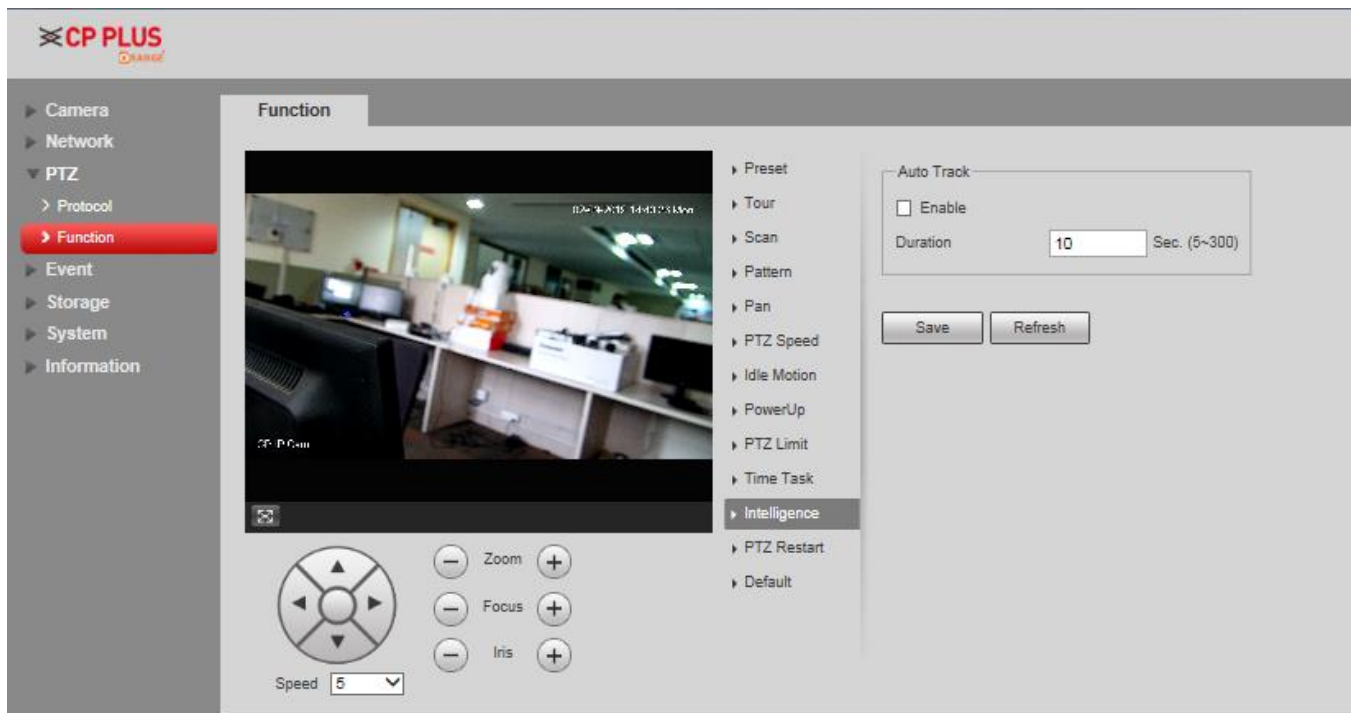 CP PLUS
ORANGE
Camera
Network
PTZ
Protocol
Function
Event
Storage
System
Information
Function
Mon
Preset
Tour
Scan
Pattern
Pan
PTZ Speed
Idle Motion
PowerUp
PTZ Limit
Time Task
Intelligence
PTZ Restart
Default
Auto Track
Enable
Duration 10 Sec. (5~300)
Save Refresh
Zoom
Focus
Iris
Speed 5